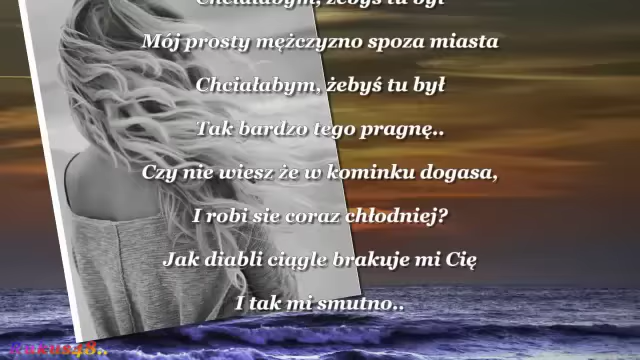 Chciałabym, żebyś tu był
Mój prosty mężczyzno spoza miasta
Chciałabym, żebyś tu był
Tak bardzo tego pragnę..
Czy nie wiesz że w kominku dogasa,
I robi sie coraz chłodniej?
Jak diabli ciągle brakuje mi Cię
I tak mi smutno..